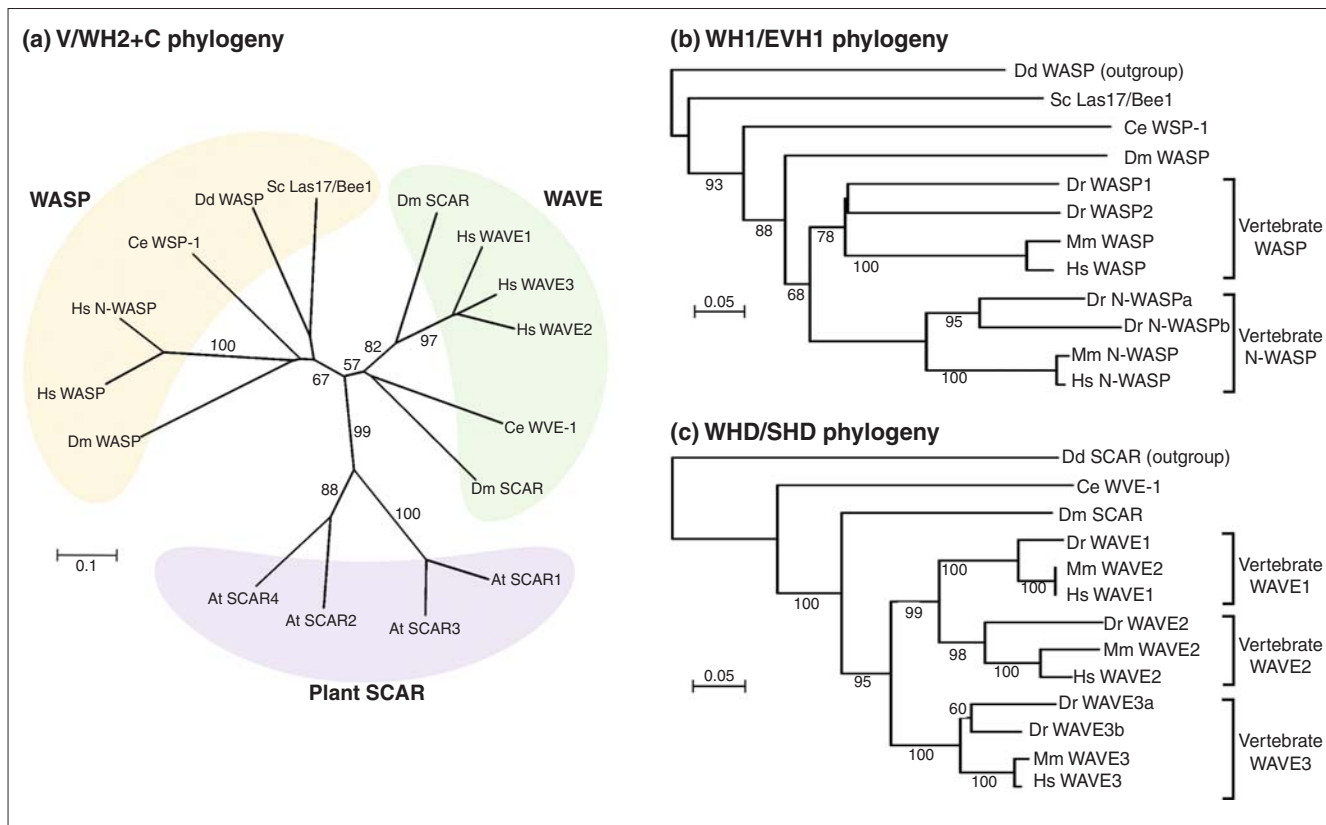 (a) V/WH2+C phylogeny
WASP
WAVE
Sc Las17/Bee1
Dd WASP
Dm SCAR
Ce WSP-1
Hs WAVE1
Hs WAVE3
Hs N-WASP
Hs WAVE2
100
82
97
57
67
Hs WASP
Dm WASP
Ce WVE-1
99
Dm SCAR
88
100
0.1
At SCAR4
At SCAR2
At SCAR3
At SCAR1
Plant SCAR
(b) WH1/EVH1 phylogeny
Dd WASP (outgroup)
Sc Las17/Bee1
Ce WSP-1
93
Dm WASP
88
Dr WASP1
Dr WASP2
78
Mm WASP
100
Hs WASP
Vertebrate
WASP
68
0.05
Dr N-WASPa
95
Dr N-WASPb
Mm N-WASP
100
Hs N-WASP
Vertebrate
N-WASP
(c) WHD/SHD phylogeny
Dd SCAR (outgroup)
Ce WVE-1
Dm SCAR
100
Dr WAVE1
100
Mm WAVE2
100
Hs WAVE1
Vertebrate
WAVE1
99
Dr WAVE2
98
Mm WAVE2
100
Hs WAVE2
Vertebrate
WAVE2
95
0.05
Dr WAVE3a
60
Dr WAVE3b
100
Mm WAVE3
100
Hs WAVE3
Vertebrate
WAVE3